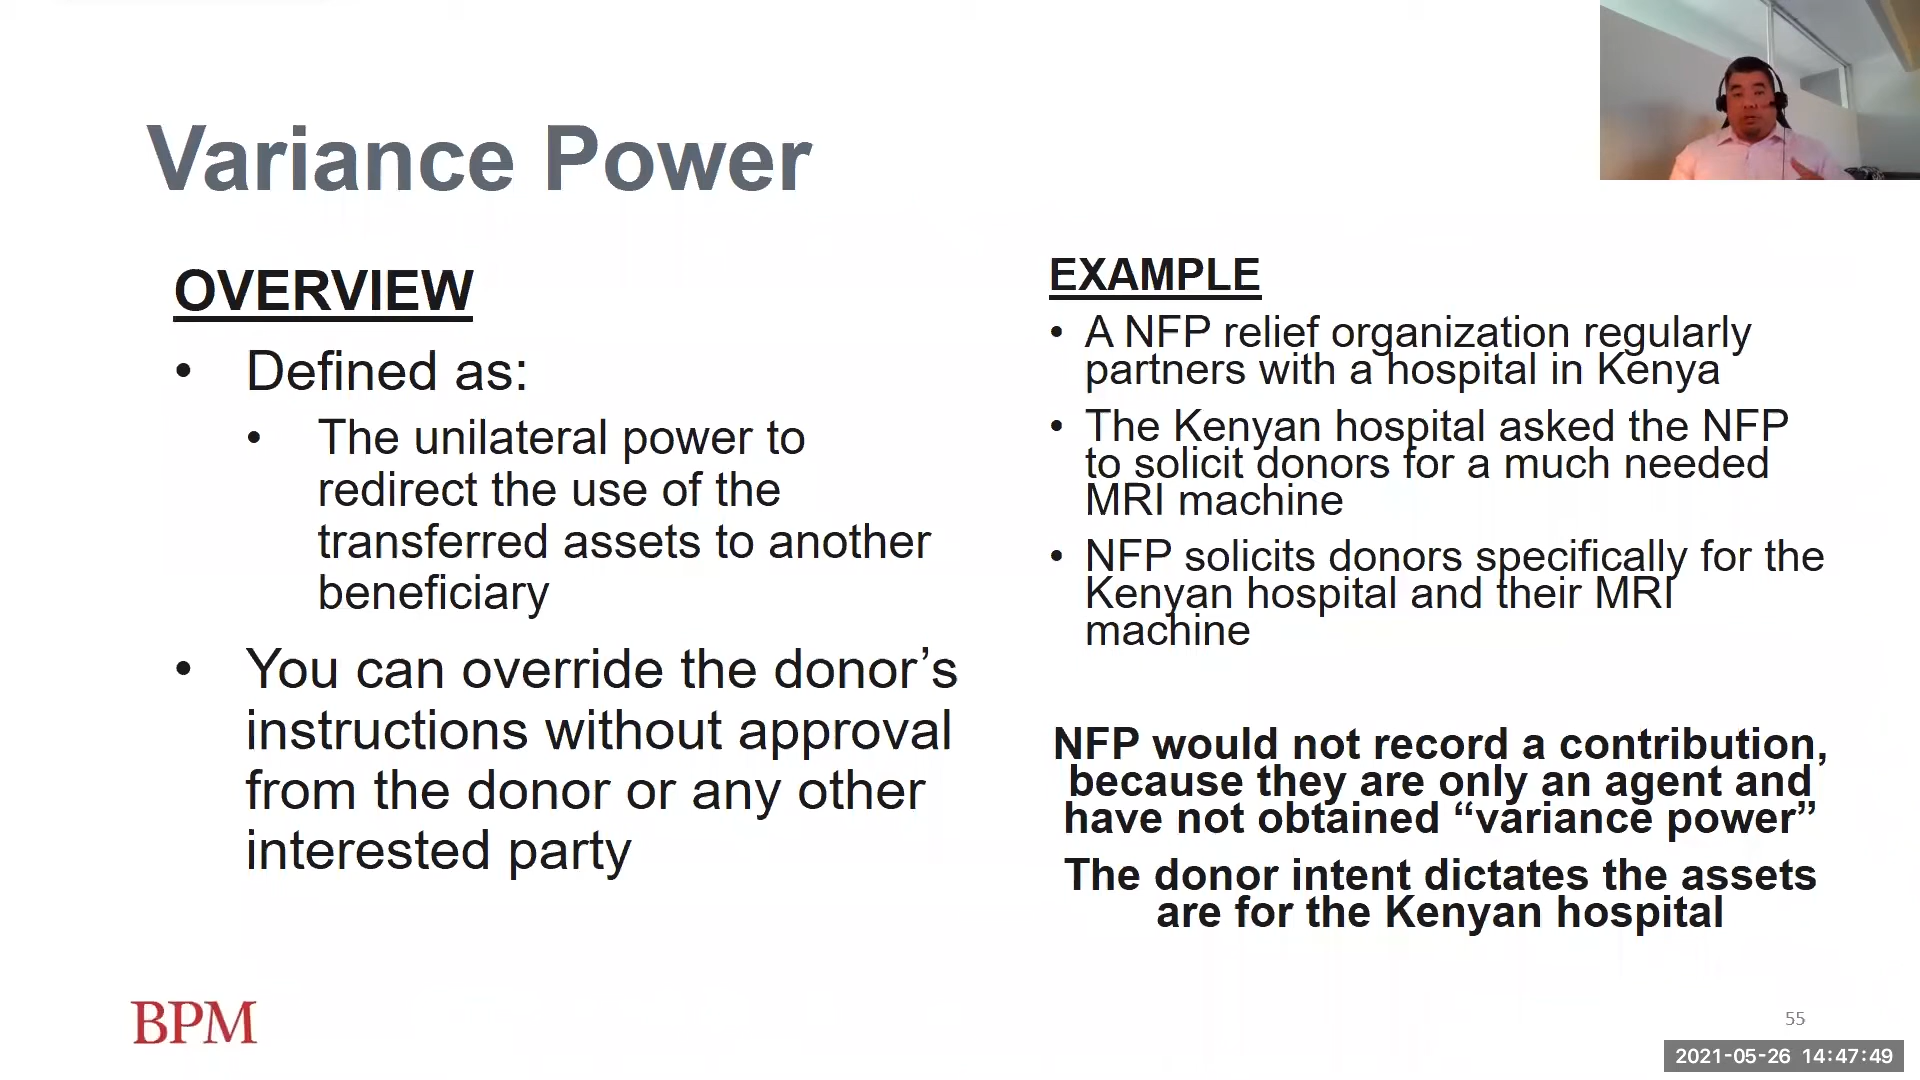 Variance Power
OVERVIEW
• Defined as:
• The unilateral power to
redirect the use of the
transferred assets to another
beneficiary
• You can override the donor’s
instructions without approval
from the donor or any other
interested party
EXAMPLE
• A NFP relief organization regularly
partners with a hospital in Kenya
• The Kenyan hospital asked the NFP
to solicit donors for a much needed
MRI machine
• NFP solicits donors specifically for the
Kenyan hospital and their MRI
machine
NFP would not record a contribution,
because they are only an agent and
have not obtained “variance power”
The donor intent dictates the assets
are for the Kenyan hospital
BPM
55
2021-05-26 14:47:49